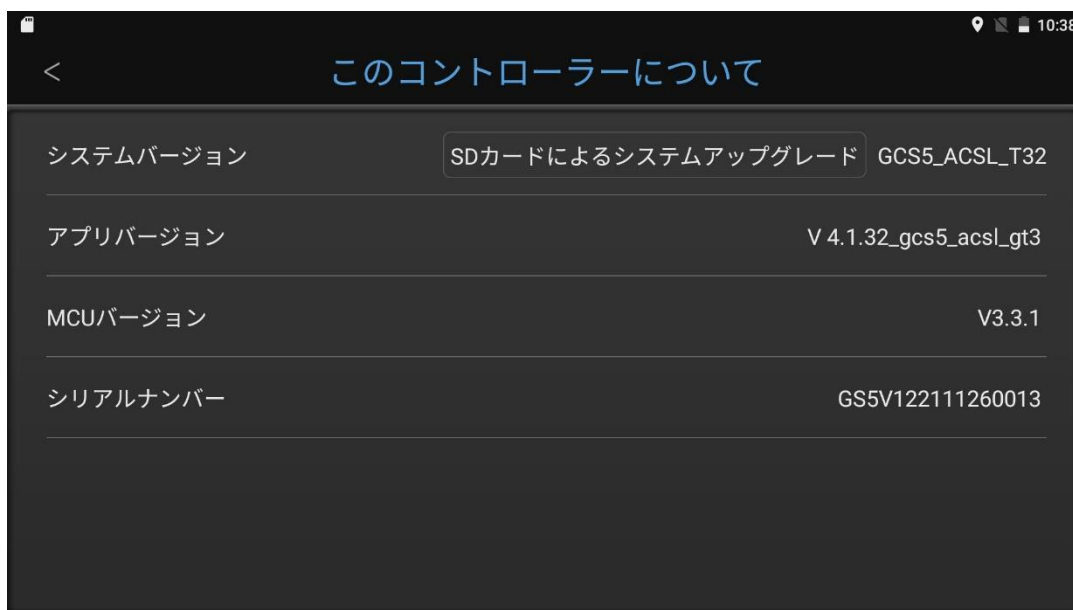 10:38
< このコントローラーについて
システムバージョン SDカードによるシステムアップグレード GCS5_ACSL_T32
アプリバージョン V 4.1.32_gcs5_acsl_gt3
MCUバージョン V3.3.1
シリアルナンバー GS5V122111260013